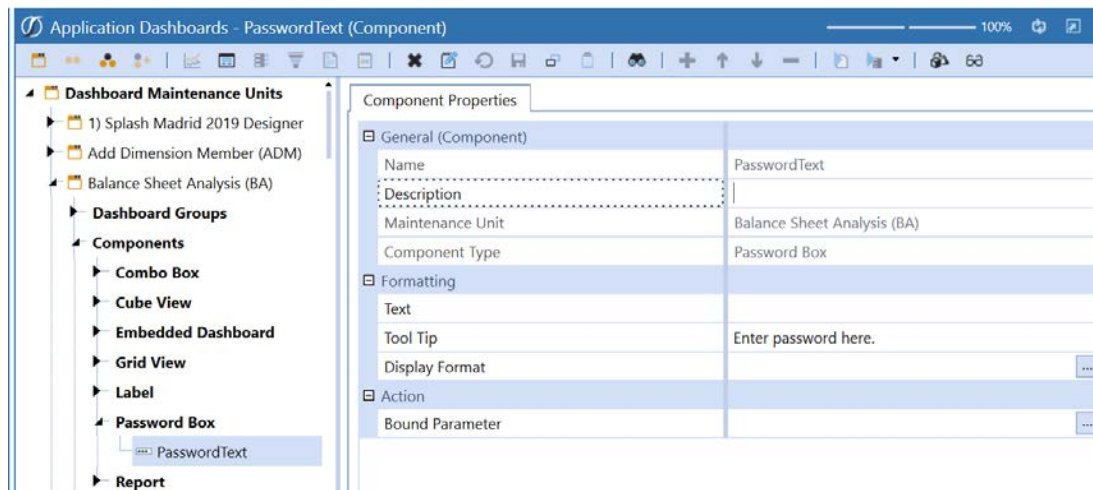 Application Dashboards - PasswordText (Component)
100%
Dashboard Maintenance Units
1) Splash Madrid 2019 Designer
Add Dimension Member (ADM)
Balance Sheet Analysis (BA)
Dashboard Groups
Components
Combo Box
Cube View
Embedded Dashboard
Grid View
Label
Password Box
PasswordText
Report
Component Properties
General (Component)
Name PasswordText
Description
Maintenance Unit Balance Sheet Analysis (BA)
Component Type Password Box
Formatting
Text
Tool Tip Enter password here.
Display Format ...
Action
Bound Parameter ...